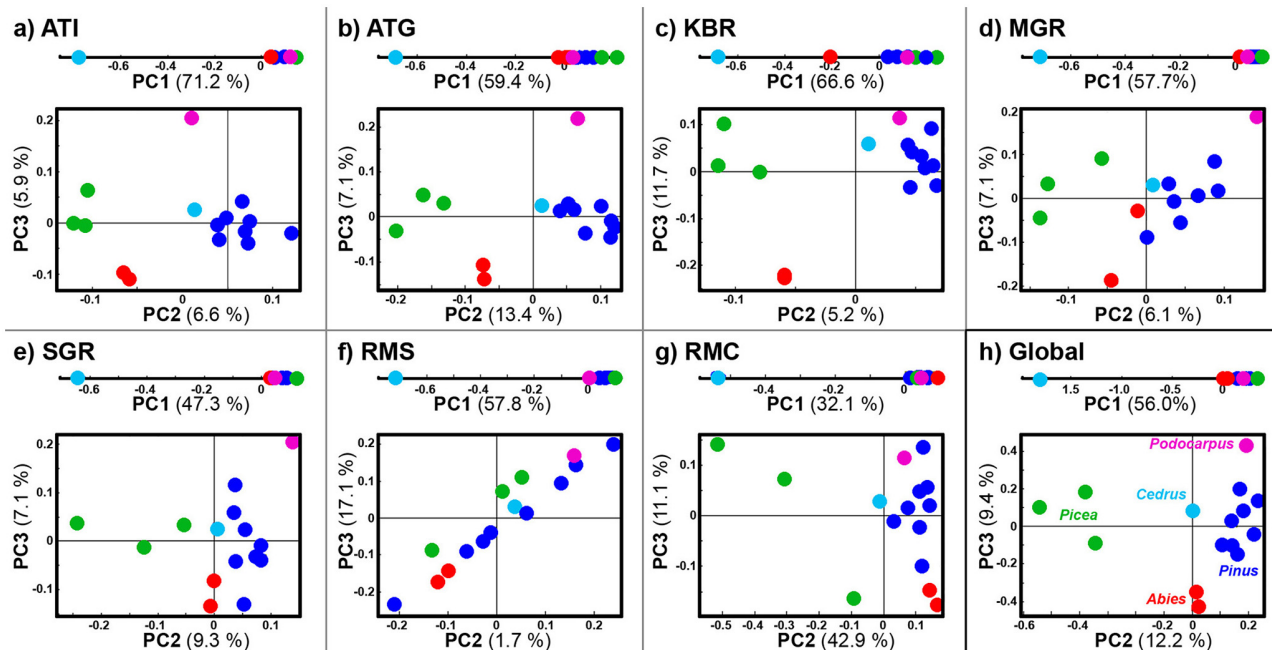 a) ATI
-0.6 -0.4 -0.2 0
PC1 (71.2 %)
0.2
0.1
0
-0.1
PC3 (5.9 %)
-0.1 0 0.1
PC2 (6.6 %)
b) ATG
-0.6 -0.4 -0.2 0
PC1 (59.4 %)
0.2
0.1
0
-0.1
PC3 (7.1 %)
-0.2 -0.1 0 0.1
PC2 (13.4 %)
c) KBR
-0.6 -0.4 -0.2 0
PC1 (66.6 %)
0.1
0
-0.1
-0.2
PC3 (11.7 %)
-0.1 0
PC2 (5.2 %)
d) MGR
-0.6 -0.4 -0.2 0
PC1 (57.7%)
0.2
0.1
0
-0.1
-0.2
PC3 (7.1 %)
-0.1 0 0.1
PC2 (6.1 %)
e) SGR
-0.6 -0.4 -0.2 0
PC1 (47.3 %)
0.2
0.1
0
-0.1
PC3 (7.1 %)
-0.2 -0.1 0 0.1
PC2 (9.3 %)
f) RMS
-0.6 -0.4 -0.2 0
PC1 (57.8 %)
0.2
0.1
0
-0.1
-0.2
PC3 (17.1 %)
-0.2 -0.1 0 0.1 0.2
PC2 (1.7 %)
g) RMC
-0.4 -0.2 0
PC1 (32.1 %)
0.1
0
-0.1
PC3 (11.1 %)
-0.5 -0.4 -0.3 -0.2 -0.1 0 0.1
PC2 (42.9 %)
h) Global
1.5 -1.0 -0.5 0
PC1 (56.0%)
0.4
0.2
0
-0.2
-0.4
PC3 (9.4 %)
Podocarpus
Cedrus
Picea
Pinus
Abies
-0.6 -0.4 -0.2 0 0.2
PC2 (12.2 %)